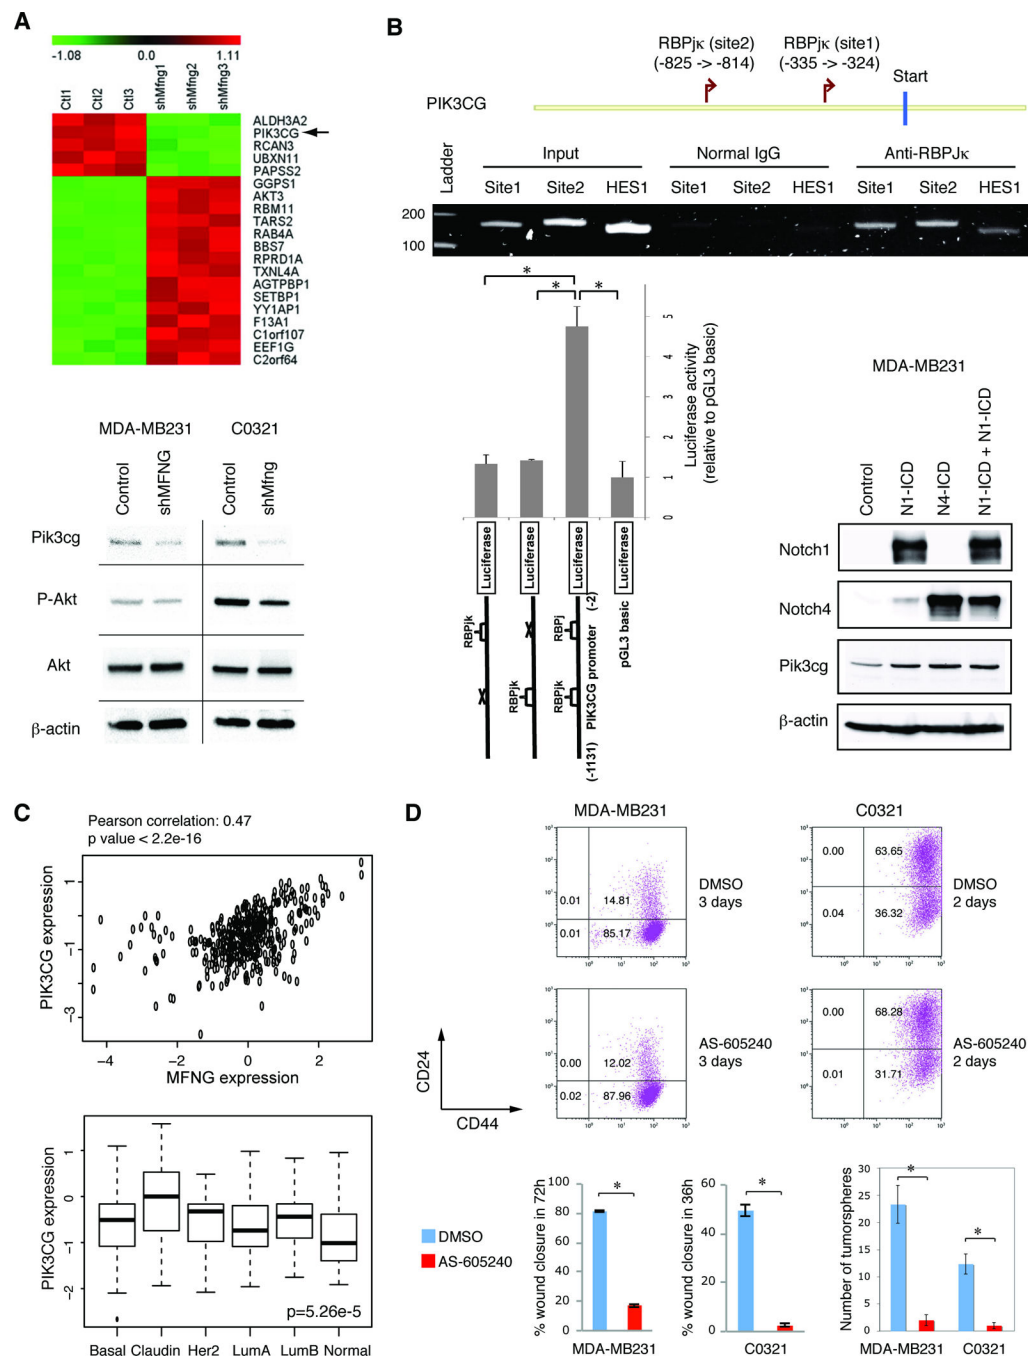 A
-1.08 0.0 1.11
Ctl1 Ctl2 Ctl3 shMfng1 shMfng2 shMfng3
ALDH3A2
PIK3CG
RCAN3
UBXN11
PAPSS2
GGPS1
AKT3
RBM11
TARS2
RAB4A
BBS7
RPRD1A
TXNL4A
AGTPBP1
SETBP1
YY1AP1
F13A1
C1orf107
EEF1G
C2orf64
MDA-MB231 C0321
Control shMFNG Control shMfng
Pik3cg
P-Akt
Akt
β-actin
B
RBPjκ (site2) RBPjκ (site1)
(-825 -> -814) (-335 -> -324)
Start
PIK3CG
Ladder Input Normal IgG Anti-RBPJκ
Site1 Site2 HES1 Site1 Site2 HES1 Site1 Site2 HES1
200
100
* * *
0 1 2 3 4 5
Luciferase activity
(relative to pGL3 basic)
Luciferase Luciferase Luciferase Luciferase
RBPjk X RBPj
X RBPjk RBPjk
(-1131) PIK3CG promoter (-2)
pGL3 basic
MDA-MB231
Control N1-ICD N4-ICD N1-ICD + N1-ICD
Notch1
Notch4
Pik3cg
β-actin
C
Pearson correlation: 0.47
p value < 2.2e-16
PIK3CG expression
1
-1
-3
-4 -2 0 2
MFNG expression
PIK3CG expression
1
0
-1
-2
p=5.26e-5
Basal Claudin Her2 LumA LumB Normal
D
MDA-MB231 C0321
0.01 14.81
0.01 85.17
DMSO
3 days
0.00 63.65
0.04 36.32
DMSO
2 days
0.00 12.02
0.02 87.96
AS-605240
3 days
0.00 68.28
0.01 31.71
AS-605240
2 days
CD24
CD44
DMSO
AS-605240
% wound closure in 72h
100
80
60
40
20
0
*
MDA-MB231
% wound closure in 36h
60
40
20
0
*
C0321
Number of tumorspheres
30
25
20
15
10
5
0
* *
MDA-MB231 C0321